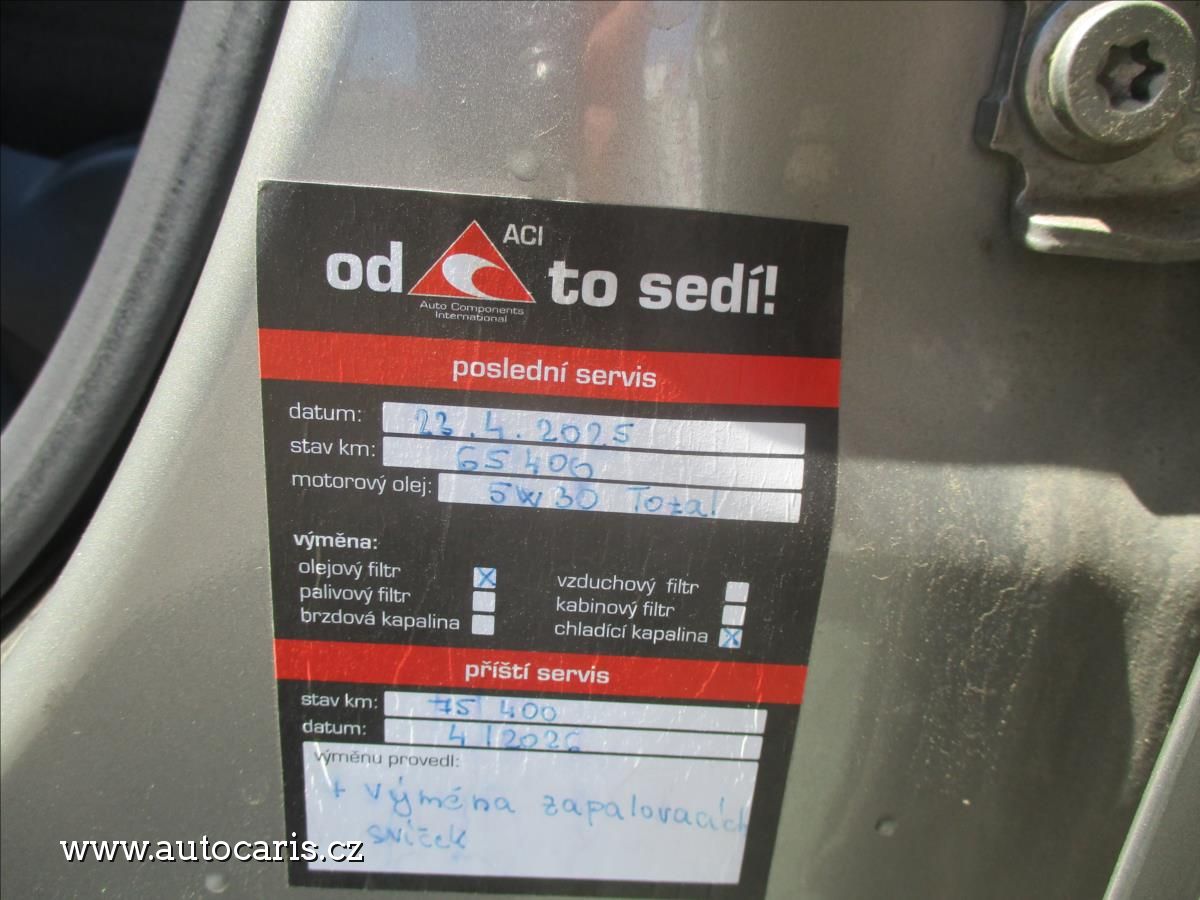 ACI
od to sedí!
Auto Components
International
poslední servis
datum: 23.4.2025
stav km: 65 400
motorový olej: 5W30 Total
výměna:
olejový filtr X vzduchový filtr
palivový filtr kabinový filtr
brzdová kapalina chladící kapalina X
příští servis
stav km: 75 400
datum: 4/2026
výměnu provedl:
+ Výměna zapalovacích
svíček
www.autocaris.cz